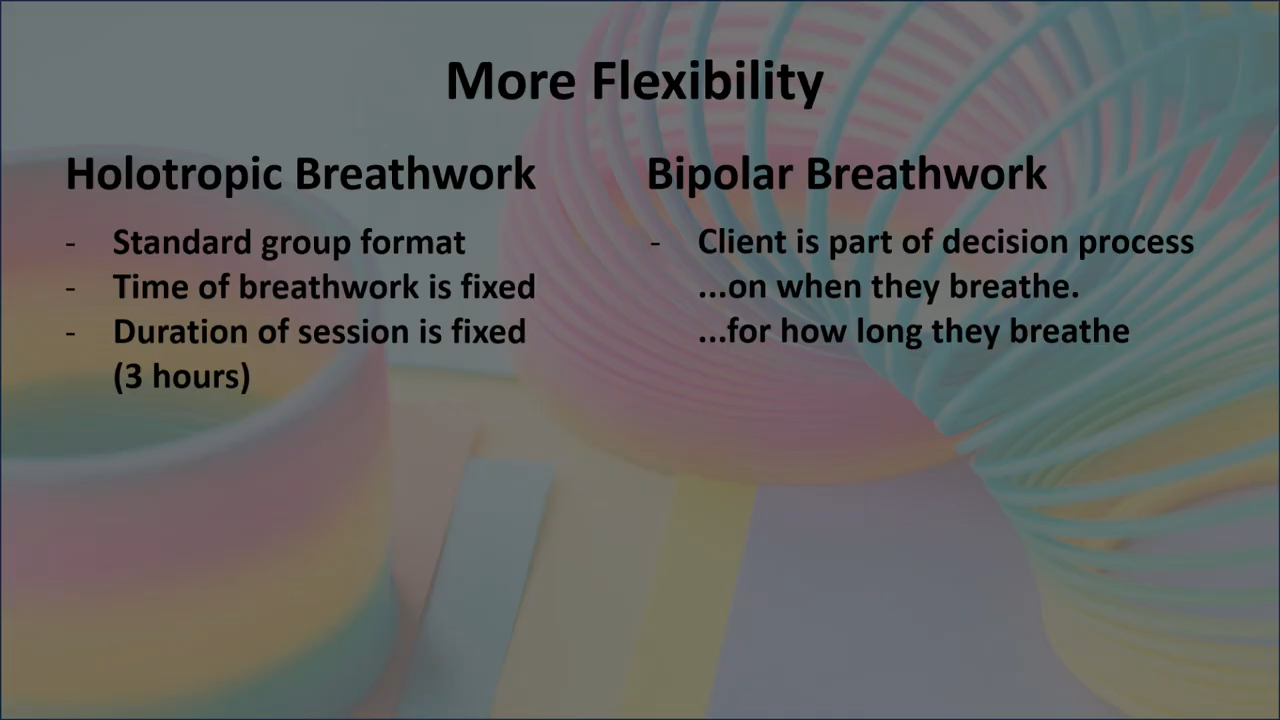 More Flexibility
Holotropic Breathwork
- Standard group format
- Time of breathwork is fixed
- Duration of session is fixed
(3 hours)
Bipolar Breathwork
- Client is part of decision process
...on when they breathe.
...for how long they breathe